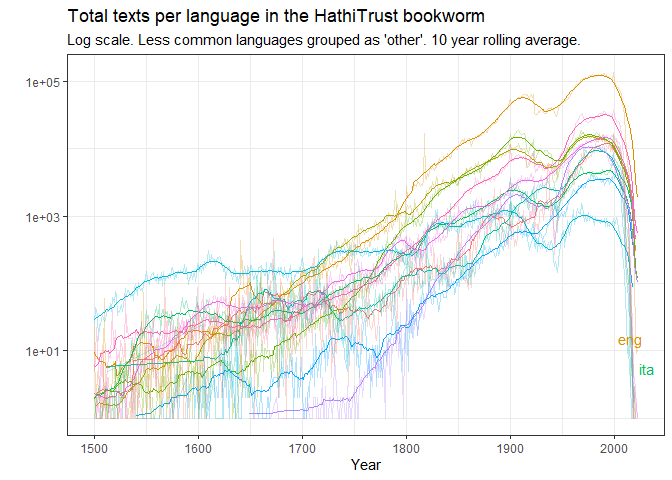 Total texts per language in the HathiTrust bookworm
Log scale. Less common languages grouped as 'other'. 10 year rolling average.
1e+05
1e+03
1e+01
eng
ita
1500 1600 1700 1800 1900 2000
Year